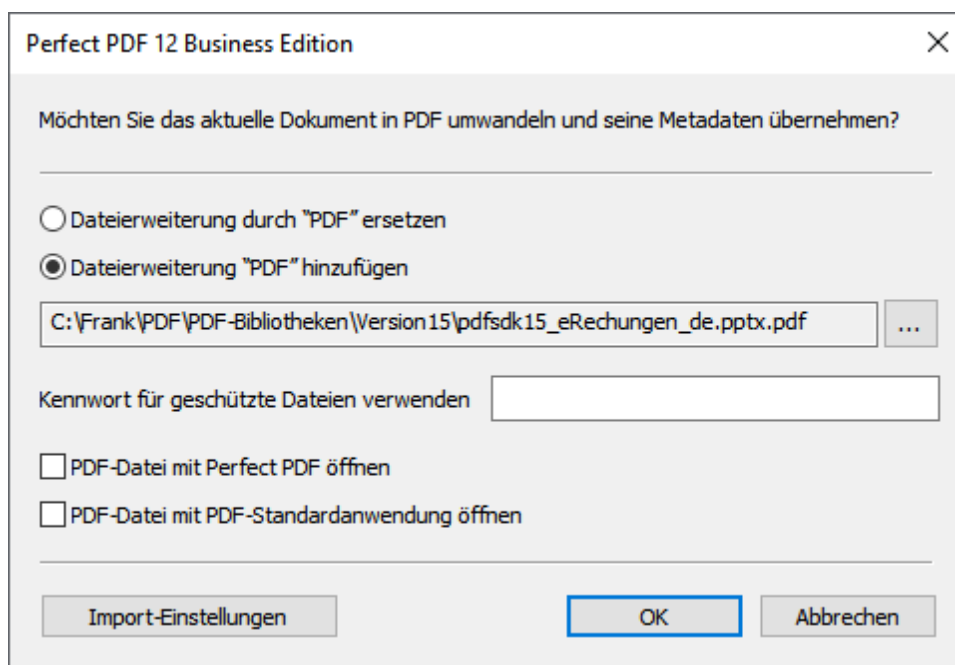 Perfect PDF 12 Business Edition
Möchten Sie das aktuelle Dokument in PDF umwandeln und seine Metadaten übernehmen?
Dateierweiterung durch "PDF" ersetzen
Dateierweiterung "PDF" hinzufügen
C:\Frank\PDF\PDF-Bibliotheken\Version15\pdfsdk15_eRechungen_de.pptx.pdf
...
Kennwort für geschützte Dateien verwenden
PDF-Datei mit Perfect PDF öffnen
PDF-Datei mit PDF-Standardanwendung öffnen
Import-Einstellungen
OK
Abbrechen